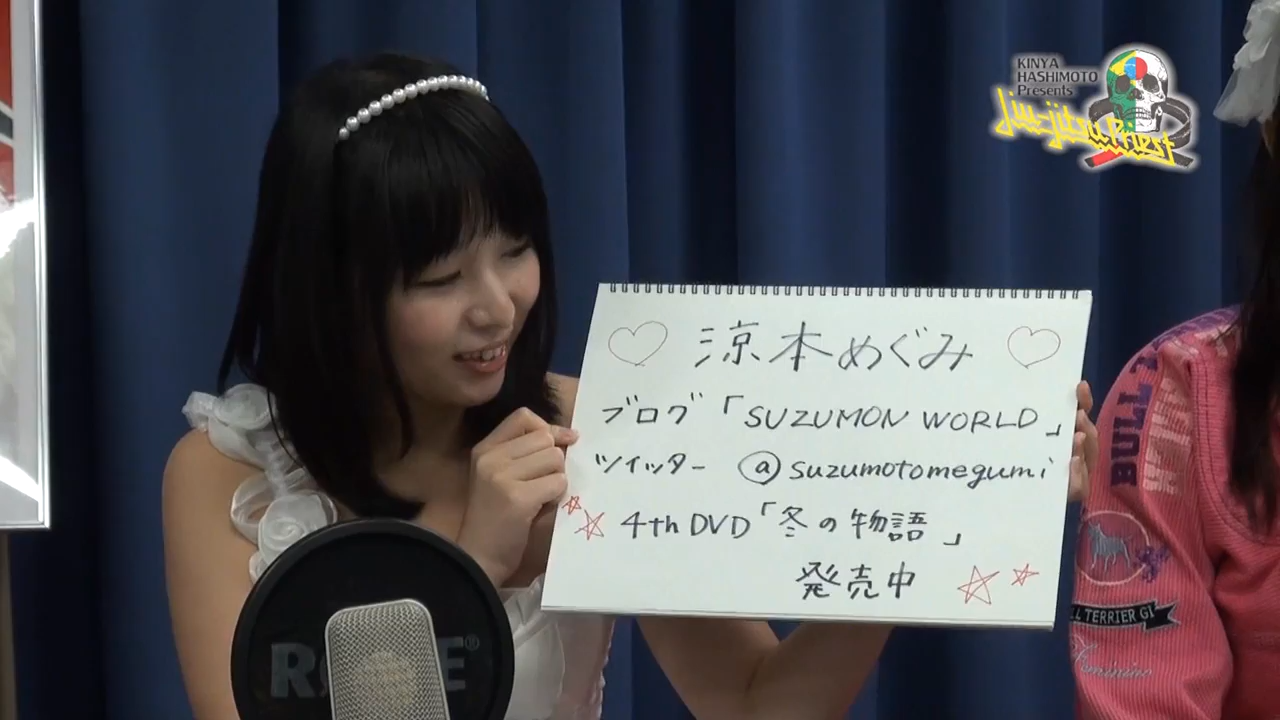 KINYA
HASHIMOTO
Presents
Jiu-jitsu Priest
涼本めぐみ
ブログ「SUZUMON WORLD」
ツイッター @suzumotomegumi
4th DVD「冬の物語」
発売中
BULL
TERRIER GI
Feminino